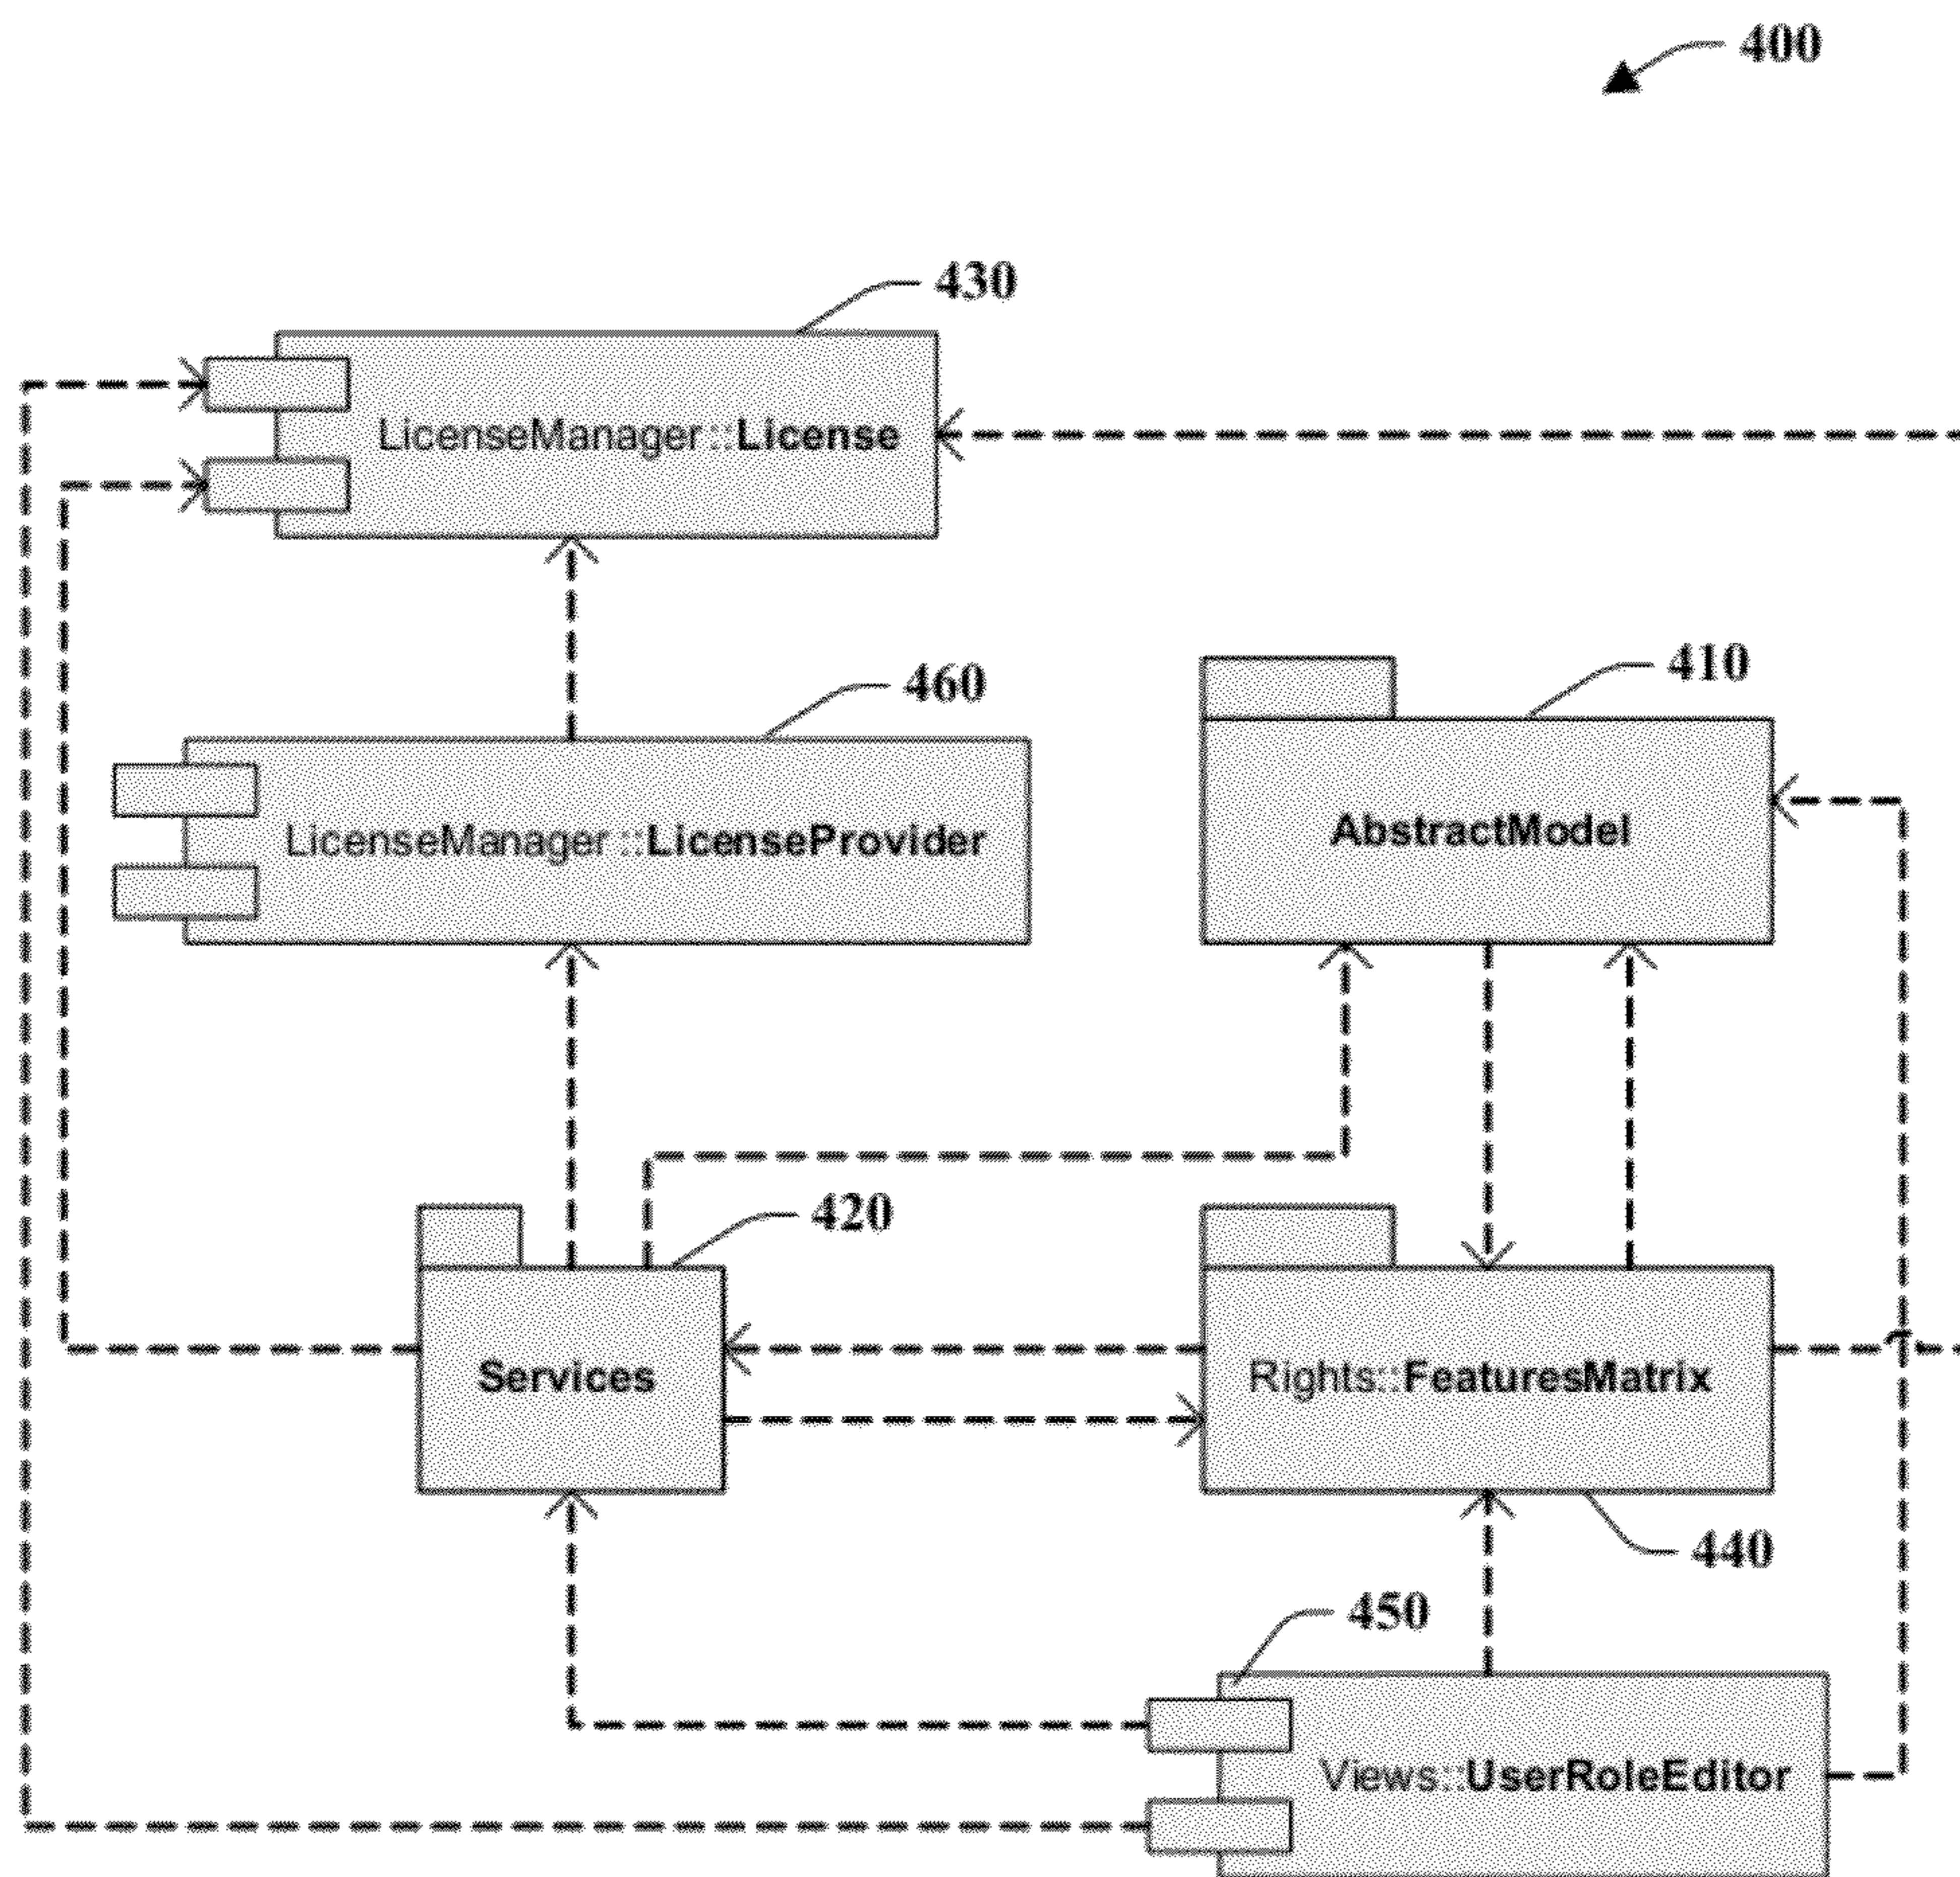 400
430
LicenseManager::License
460
410
LicenseManager::LicenseProvider
AbstractModel
420
Services
Rights::FeaturesMatrix
440
450
Views::UserRoleEditor